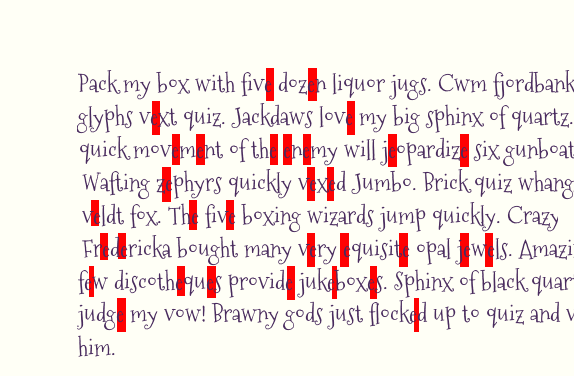 Pack my box with five dozen liquor jugs. Cwm fjordbank
glyphs vext quiz. Jackdaws love my big sphinx of quartz.
quick movement of the enemy will jeopardize six gunboat
Wafting zephyrs quickly vexed Jumbo. Brick quiz whang
veldt fox. The five boxing wizards jump quickly. Crazy
Fredericka bought many very equisite opal jewels. Amazi
few discotheques provide jukeboxes. Sphinx of black quar
judge my vow! Brawny gods just flocked up to quiz and
him.